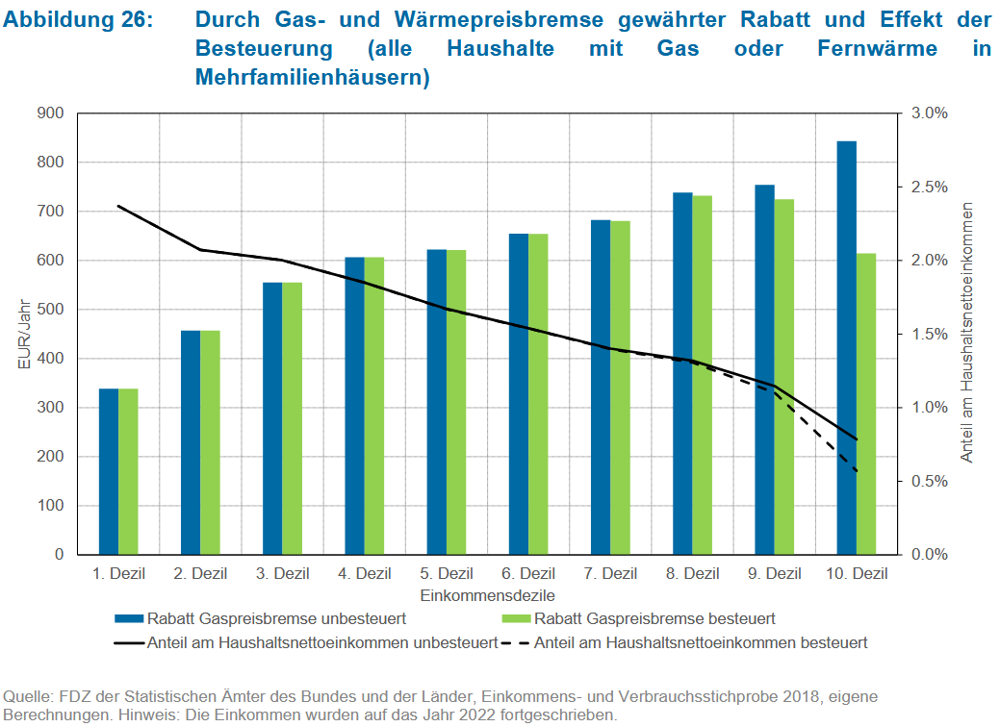 Abbildung 26: Durch Gas- und Wärmepreisbremse gewährter Rabatt und Effekt der
Besteuerung (alle Haushalte mit Gas oder Fernwärme in
Mehrfamilienhäusern)
900
800
700
600
500
400
300
200
100
0
EUR/Jahr
3.0%
2.5%
2.0%
1.5%
1.0%
0.5%
0.0%
Anteil am Haushaltsnettoeinkommen
1. Dezil 2. Dezil 3. Dezil 4. Dezil 5. Dezil 6. Dezil 7. Dezil 8. Dezil 9. Dezil 10. Dezil
Einkommensdezile
Rabatt Gaspreisbremse unbesteuert Rabatt Gaspreisbremse besteuert
Anteil am Haushaltsnettoeinkommen unbesteuert Anteil am Haushaltsnettoeinkommen besteuert
Quelle: FDZ der Statistischen Ämter des Bundes und der Länder, Einkommens- und Verbrauchsstichprobe 2018, eigene
Berechnungen. Hinweis: Die Einkommen wurden auf das Jahr 2022 fortgeschrieben.